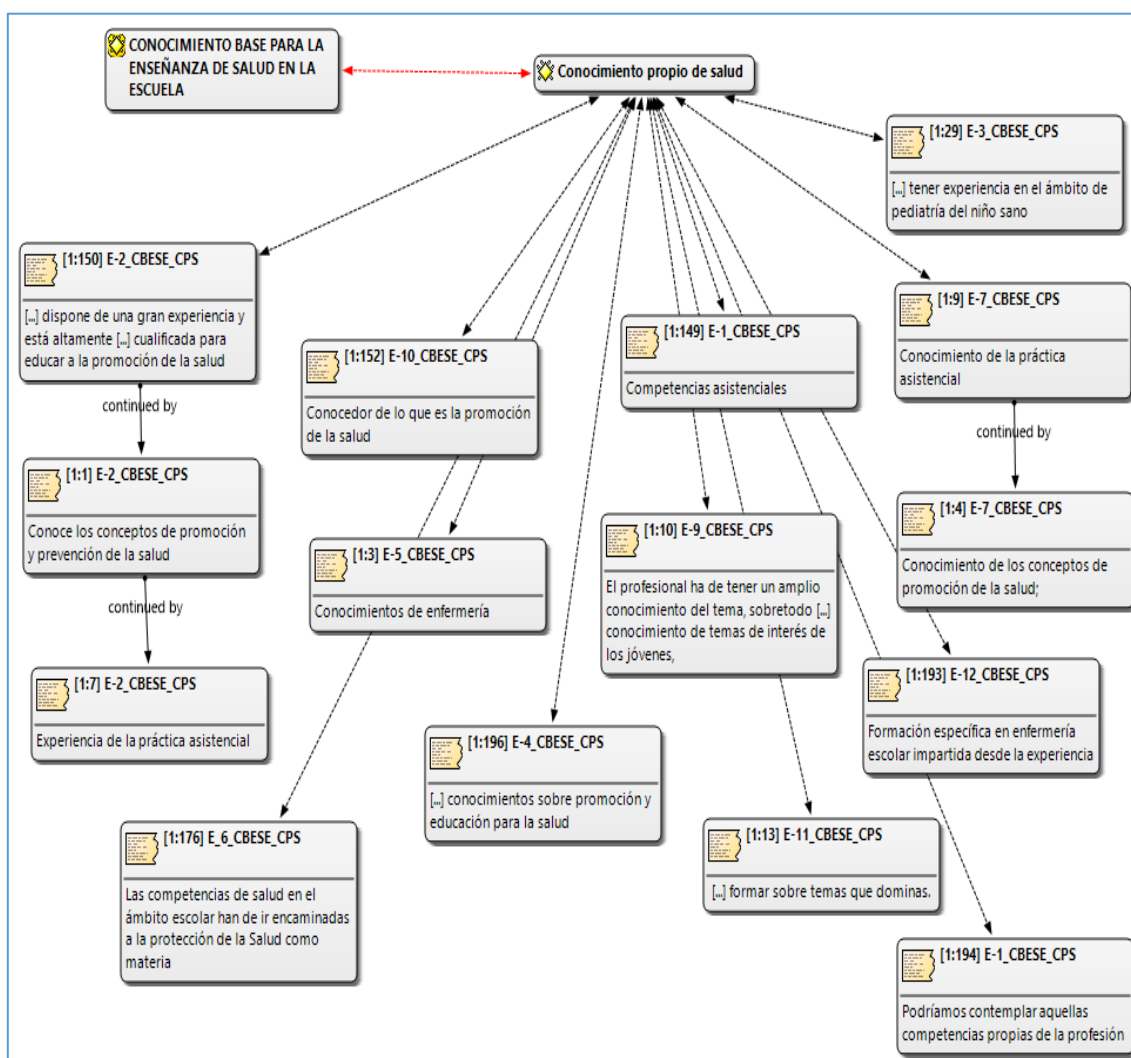 CONOCIMIENTO BASE PARA LA
ENSEÑANZA DE SALUD EN LA
ESCUELA
Conocimiento propio de salud
[1:29] E-3_CBESE_CPS
[...] tener experiencia en el ámbito de
pediatría del niño sano
[1:150] E-2_CBESE_CPS
[...] dispone de una gran experiencia y
está altamente [...] cualificada para
educar a la promoción de la salud
continued by
[1:1] E-2_CBESE_CPS
Conoce los conceptos de promoción
y prevención de la salud
continued by
[1:7] E-2_CBESE_CPS
Experiencia de la práctica asistencial
[1:152] E-10_CBESE_CPS
Conocedor de lo que es la promoción
de la salud
[1:3] E-5_CBESE_CPS
Conocimientos de enfermería
[1:176] E_6_CBESE_CPS
Las competencias de salud en el
ámbito escolar han de ir encaminadas
a la protección de la Salud como
materia
[1:196] E-4_CBESE_CPS
[...] conocimientos sobre promoción y
educación para la salud
[1:149] E-1_CBESE_CPS
Competencias asistenciales
[1:10] E-9_CBESE_CPS
El profesional ha de tener un amplio
conocimiento del tema, sobretodo [...]
conocimiento de temas de interés de
los jóvenes,
[1:13] E-11_CBESE_CPS
[...] formar sobre temas que dominas.
[1:9] E-7_CBESE_CPS
Conocimiento de la práctica
asistencial
continued by
[1:4] E-7_CBESE_CPS
Conocimiento de los conceptos de
promoción de la salud;
[1:193] E-12_CBESE_CPS
Formación específica en enfermería
escolar impartida desde la experiencia
[1:194] E-1_CBESE_CPS
Podríamos contemplar aquellas
competencias propias de la profesión